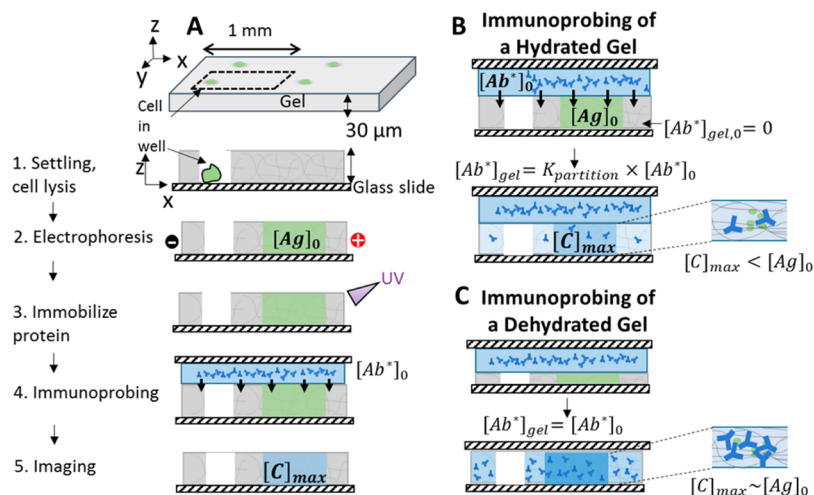 A
z
y
x
1 mm
Cell
in
well
Gel
30 µm
1. Settling,
cell lysis
z
x
Glass slide
2. Electrophoresis
-
[Ag]₀
+
3. Immobilize
protein
UV
4. Immunoprobing
[Ab*]₀
5. Imaging
[C]max
B
Immunoprobing of
a Hydrated Gel
[Ab*]₀
[Ag]₀
[Ab*]gel,0 = 0
[Ab*]gel = Kpartition × [Ab*]₀
[C]max
[C]max < [Ag]₀
C
Immunoprobing of
a Dehydrated Gel
[Ab*]gel = [Ab*]₀
[C]max~[Ag]₀